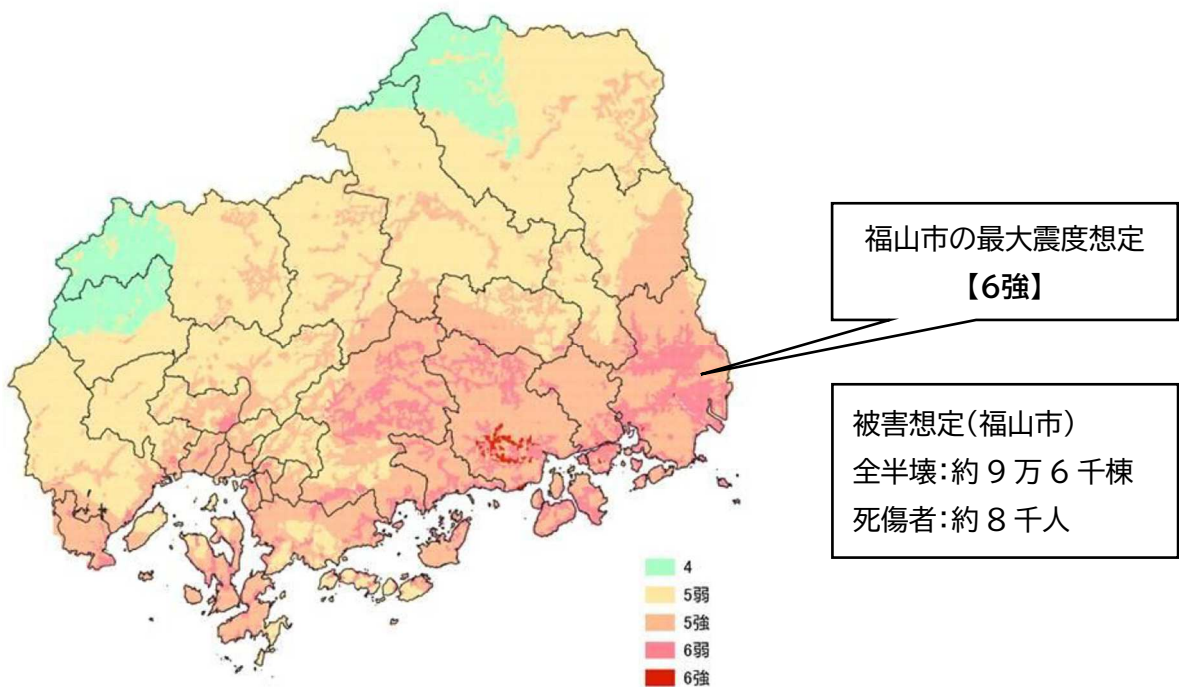 福山市の最大震度想定
【6強】
被害想定(福山市)
全半壊:約9万6千棟
死傷者:約8千人
4
5弱
5強
6弱
6強